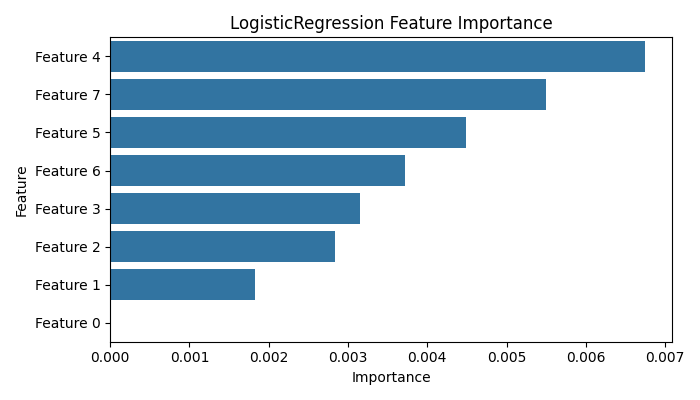 LogisticRegression Feature Importance
Feature 4
Feature 7
Feature 5
Feature 6
Feature 3
Feature 2
Feature 1
Feature 0
Feature
0.000 0.001 0.002 0.003 0.004 0.005 0.006 0.007
Importance